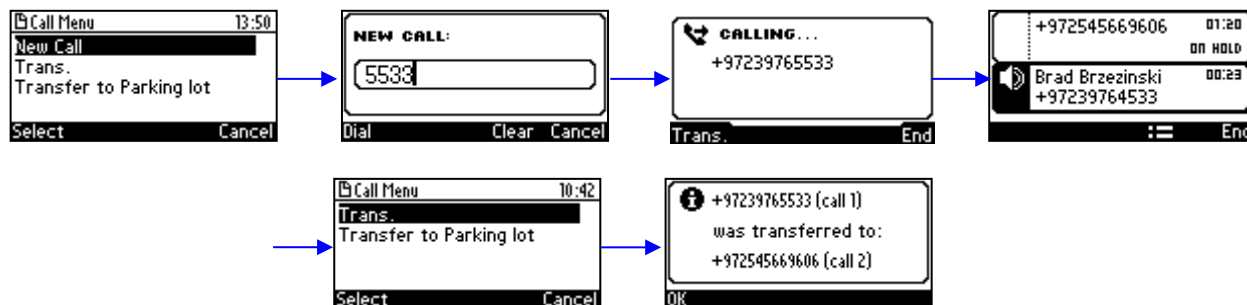 Call Menu 13:50
New Call
Trans.
Transfer to Parking lot
Select Cancel
NEW CALL:
5533
Dial Clear Cancel
CALLING...
+97239765533
Trans. End
+972545669606 01:20
ON HOLD
Brad Brzezinski 00:23
+97239764533
End
Call Menu 10:42
Trans.
Transfer to Parking lot
Select Cancel
+97239765533 (call 1)
was transferred to:
+972545669606 (call 2)
OK